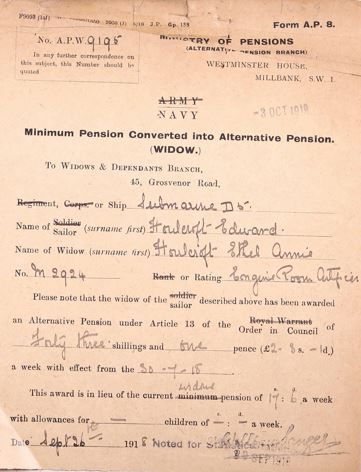 Form A.P. 8.
No. A.P.W. 9195
In any further correspondence on
this subject, this Number should be
quoted
MINISTRY OF PENSIONS
(ALTERNATIVE PENSION BRANCH)
WESTMINSTER HOUSE,
MILLBANK, S.W. 1.
ARMY
NAVY
-3 OCT 1918
Minimum Pension Converted into Alternative Pension.
(WIDOW.)
To WIDOWS & DEPENDANTS BRANCH,
45, Grosvenor Road,
Regiment, Corps or Ship Submarine D5.
Name of Soldier
Sailor (surname first) Houlcroft Edward.
Name of Widow (surname first) Houlcroft Ethel Annie
No. M 2924 Rank or Rating Engine Room Artificer
Please note that the widow of the soldier
sailor described above has been awarded
an Alternative Pension under Article 13 of the Royal Warrant
Order in Council of
Forty three shillings and one pence (£2 - 3s. - 1d.)
a week with effect from the 30 - 7 - 18
This award is in lieu of the current minimum pension of 17s. : 6d. a week
with allowances for — children of — s. : — d. a week.
Date Sept 26th 1918 Noted for
SEP 1918